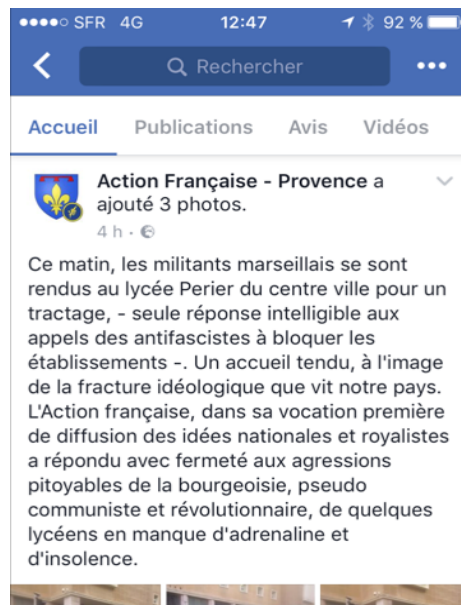 SFR 4G 12:47 92 %
Rechercher
Accueil Publications Avis Vidéos
Action Française - Provence a
ajouté 3 photos.
4 h ·
Ce matin, les militants marseillais se sont
rendus au lycée Perier du centre ville pour un
tractage, - seule réponse intelligible aux
appels des antifascistes à bloquer les
établissements -. Un accueil tendu, à l'image
de la fracture idéologique que vit notre pays.
L'Action française, dans sa vocation première
de diffusion des idées nationales et royalistes
a répondu avec fermeté aux agressions
pitoyables de la bourgeoisie, pseudo
communiste et révolutionnaire, de quelques
lycéens en manque d'adrenaline et
d'insolence.